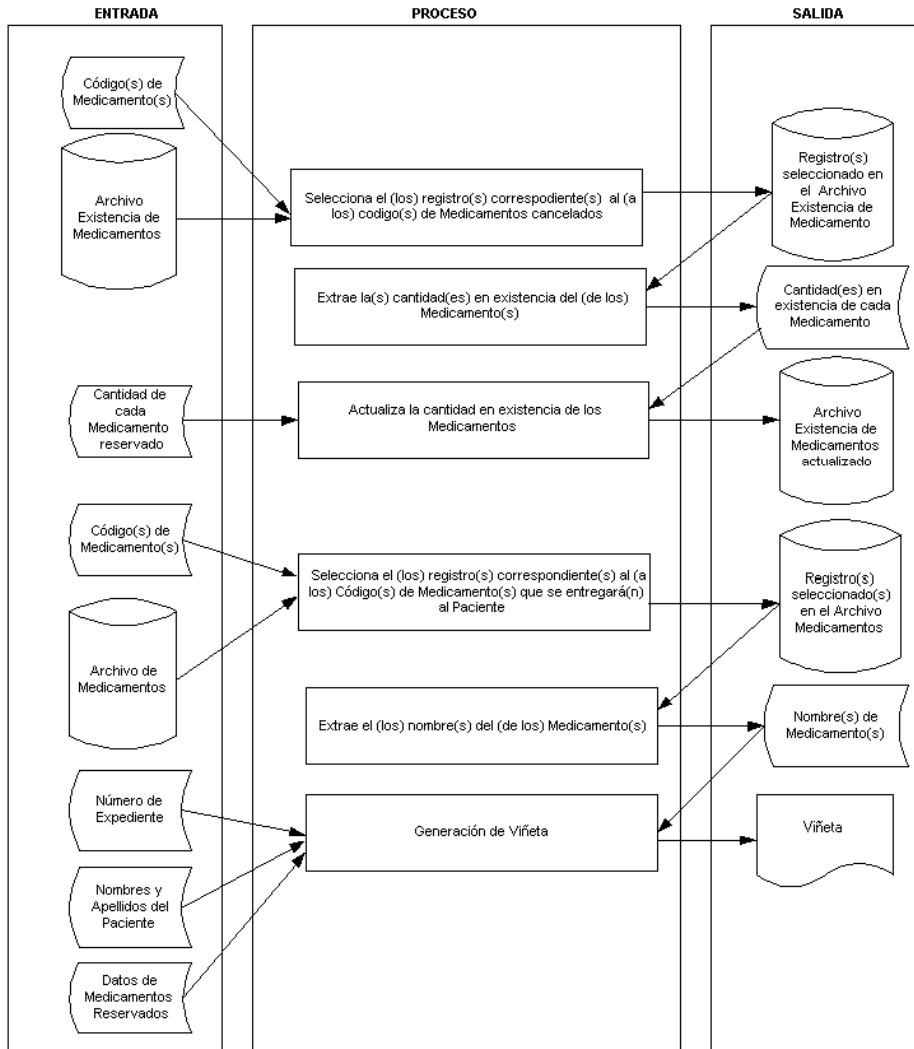 ENTRADA
PROCESO
SALIDA
Código(s) de
Medicamento(s)
Archivo
Existencia de
Medicamentos
Selecciona el (los) registro(s) correspodiente(s) al (a
los) codigo(s) de Medicamentos cancelados
Registro(s)
seleccionado en
el Archivo
Existencia de
Medicamento
Extrae la(s) cantidad(es) en existencia del (de los)
Medicamento(s)
Cantidad(es) en
existencia de cada
Medicamento
Cantidad de
cada
Medicamento
reservado
Actualiza la cantidad en existencia de los
Medicamentos
Archivo
Existencia de
Medicamentos
actualizado
Código(s) de
Medicamento(s)
Archivo de
Medicamentos
Selecciona el (los) registro(s) correspondiente(s) al (a
los) Código(s) de Medicamento(s) que se entregará(n)
al Paciente
Registro(s)
seleccionado(s)
en el Archivo
Medicamentos
Extrae el (los) nombre(s) del (de los) Medicamento(s)
Nombre(s) de
Medicamento(s)
Número de
Expediente
Nombres y
Apellidos del
Paciente
Datos de
Medicamentos
Reservados
Generación de Viñeta
Viñeta